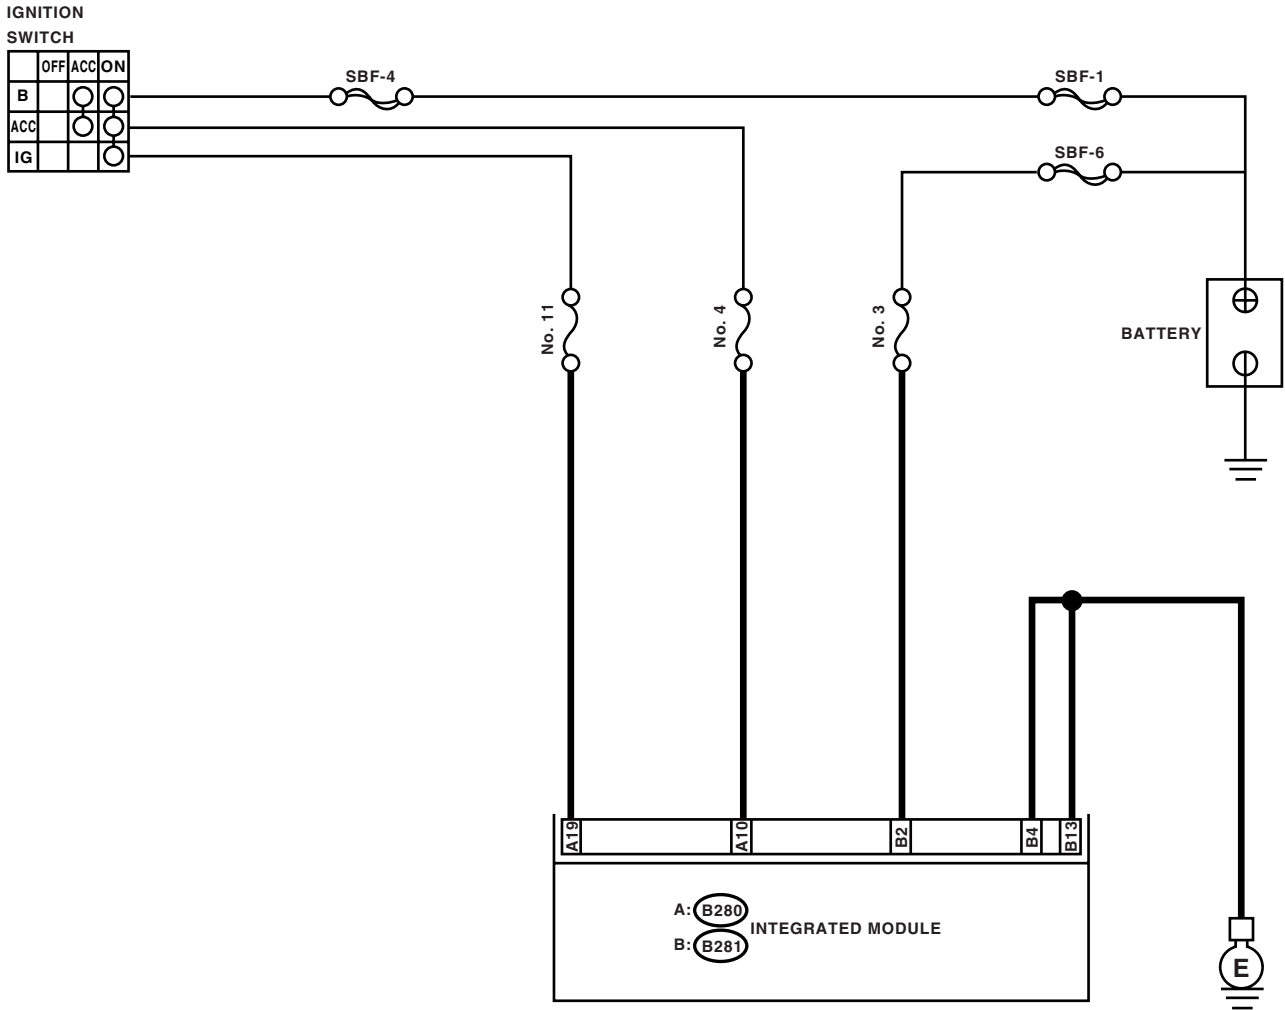 IGNITION
SWITCH
OFF ACC ON
B
ACC
IG
SBF-4
SBF-1
SBF-6
No. 11
No. 4
No. 3
BATTERY
A19
A10
B2
B4
B13
A: B280
B: B281
INTEGRATED MODULE
E